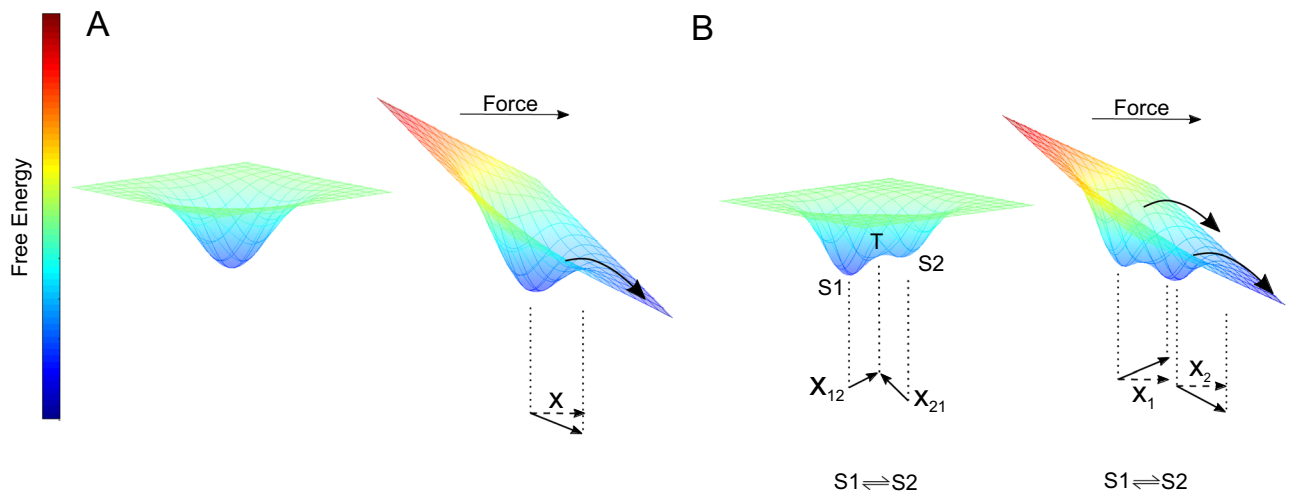 A
B
Free Energy
Force
Force
T
S1
S2
X
X12
X21
X1
X2
S1⇌S2
S1⇌S2